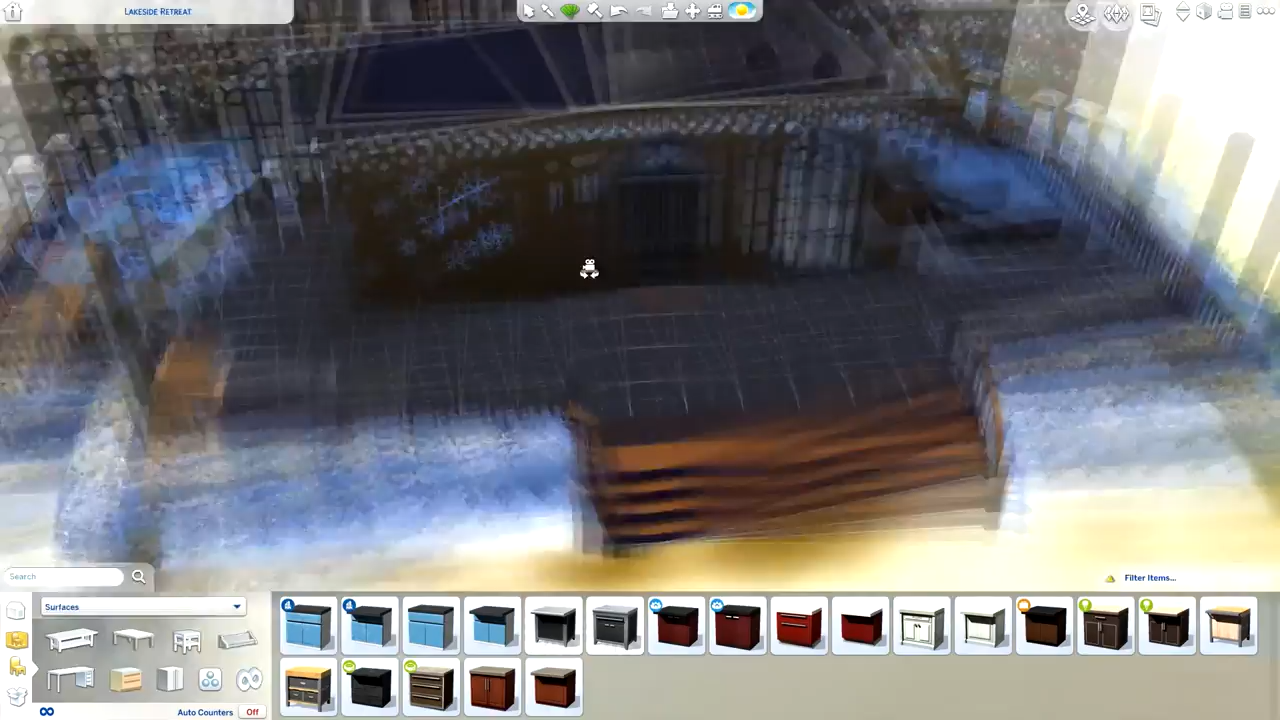 LAKESIDE RETREAT
Search
Filter Items...
Surfaces
Auto Counters Off